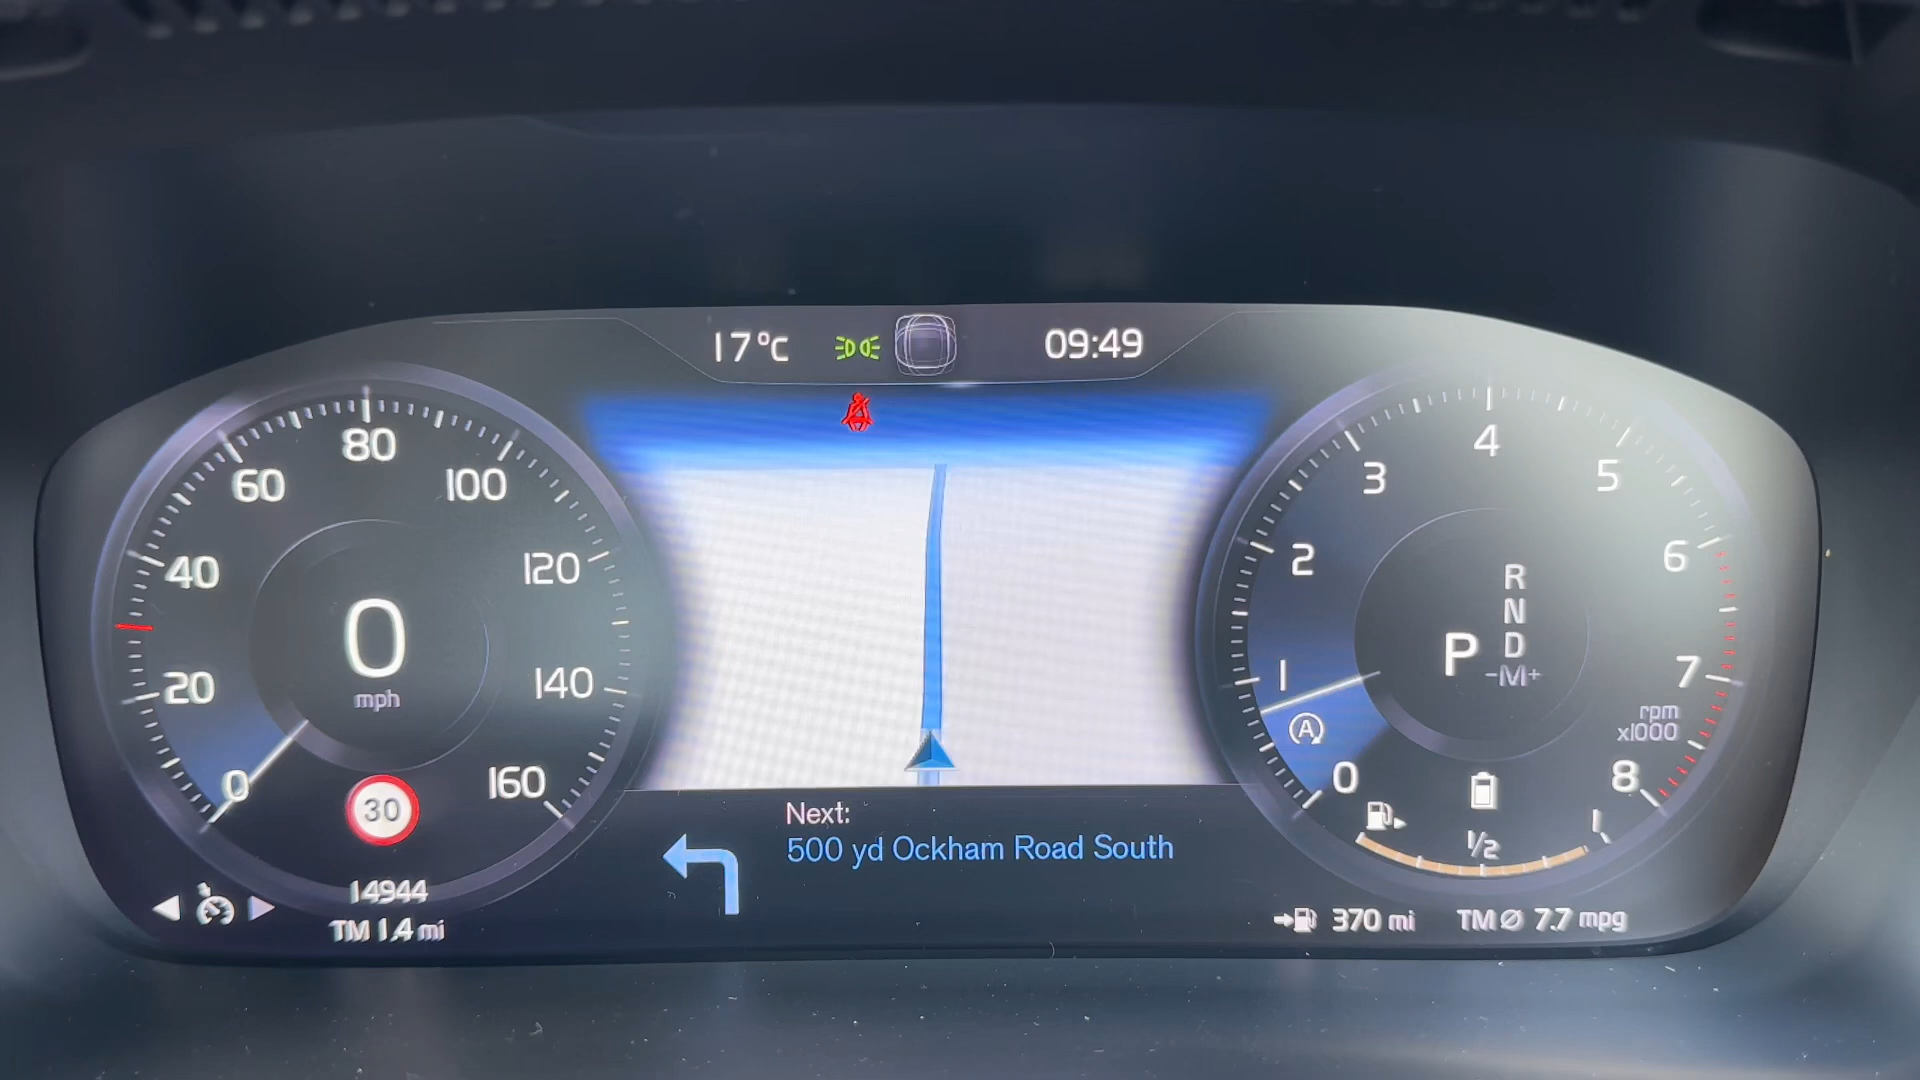 17°C 09:49
0 20 40 60 80 100 120 140 160
0
mph
30
14944
TM 1.4 mi
Next:
500 yd Ockham Road South
0 1 2 3 4 5 6 7 8
A
R
N
P D
-M+
rpm
x1000
1/2 1
370 mi TM Ø 7.7 mpg